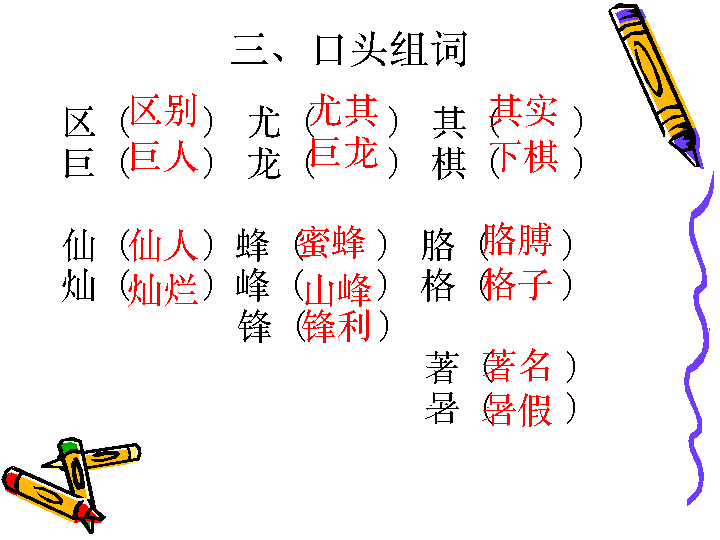 三、口头组词
区（区别） 尤（尤其） 其（其实）
巨（巨人） 龙（巨龙） 棋（下棋）
仙（仙人） 蜂（蜜蜂） 胳（胳膊）
灿（灿烂） 峰（山峰） 格（格子）
锋（锋利）
著（著名）
暑（暑假）